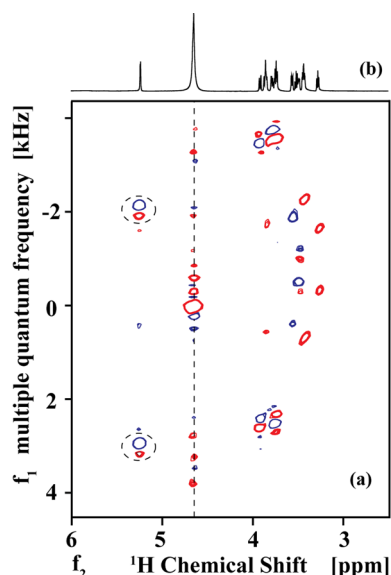 (b)
f1 multiple quantum frequency [kHz]
-2
0
2
4
(a)
6 5 4 3
f2 1H Chemical Shift [ppm]